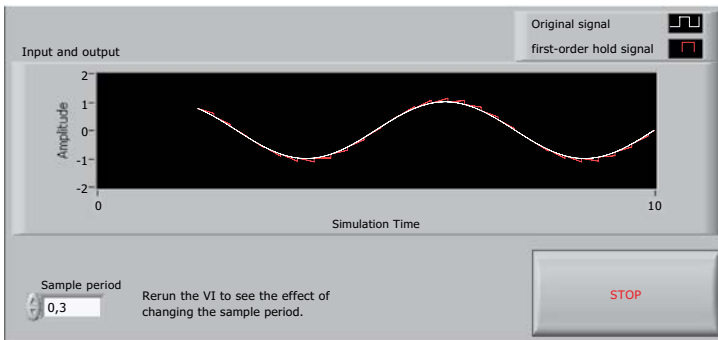 Original signal
Input and output
first-order hold signal
2
1
0
-1
-2
Amplitude
0
10
Simulation Time
Sample period
0,3
Rerun the VI to see the effect of
changing the sample period.
STOP